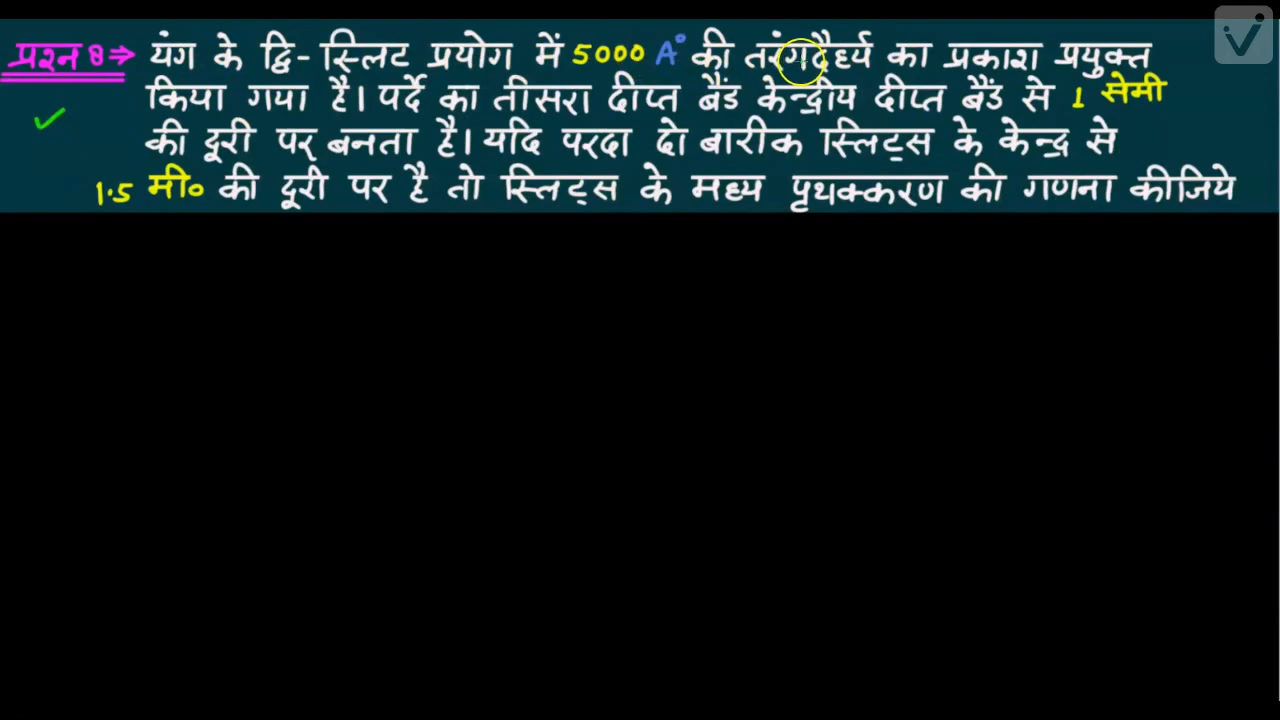 प्रश्न 8⇒ यंग के द्वि-स्लिट प्रयोग में 5000 A° की तरंगदैर्ध्य का प्रकाश प्रयुक्त
किया गया है। पर्दे का तीसरा दीप्त बैंड केन्द्रीय दीप्त बैंड से 1 सेमी
की दूरी पर बनता है। यदि परदा दो बारीक स्लिट्स के केन्द्र से
1.5 मी० की दूरी पर है तो स्लिट्स के मध्य पृथक्करण की गणना कीजिये